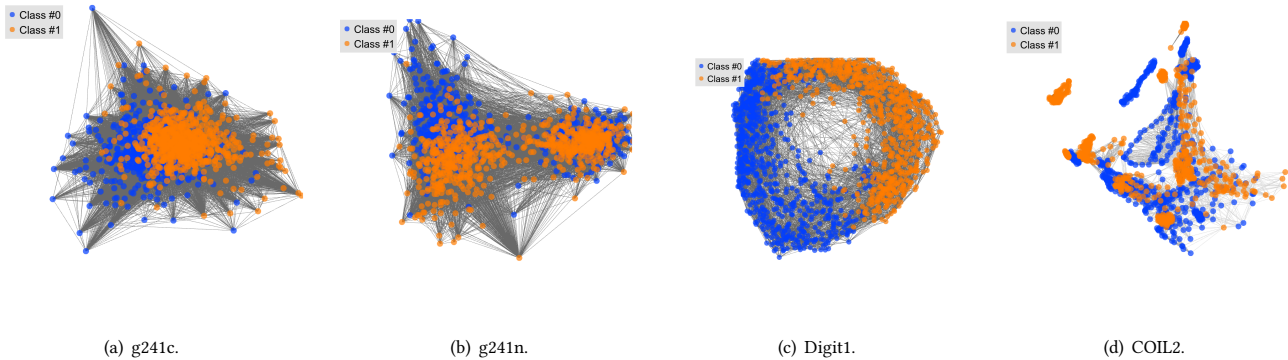 Class #0
Class #1
Class #0
Class #1
Class #0
Class #1
Class #0
Class #1
(a) g241c.
(b) g241n.
(c) Digit1.
(d) COIL2.